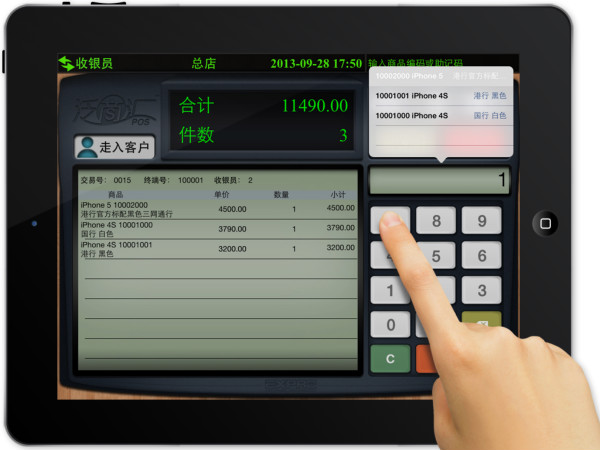 收银员 总店 2013-09-28 17:50 输入商品编码或助记码
泛商汇
POS
合计 11490.00
件数 3
走入客户
10002000 iPhone 5 港行官方标配...
10001001 iPhone 4S 港行 黑色
10001000 iPhone 4S 国行 白色
1
交易号: 0015 终端号: 100001 收银员: 2
商品 单价 数量 小计
iPhone 5 10002000
港行官方标配黑色三网通行 4500.00 1 4500.00
iPhone 4S 10001000
国行 白色 3790.00 1 3790.00
iPhone 4S 10001001
港行 黑色 3200.00 1 3200.00
8 9
4 5 6
1 3
0
C